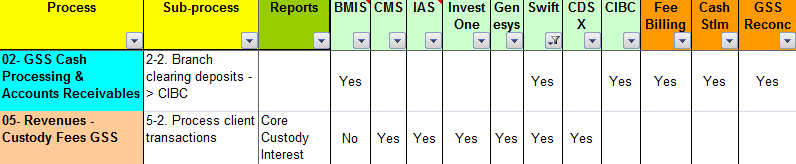 Process Sub-process Reports BMIS CMS IAS Invest One Gen esys Swift CDS X CIBC Fee Billing Cash Stlm GSS Reconc
02- GSS Cash Processing & Accounts Receivables 2-2. Branch clearing deposits - > CIBC Yes Yes Yes Yes Yes Yes
05- Revenues - Custody Fees GSS 5-2. Process client transactions Core Custody Interest No Yes Yes Yes Yes Yes Yes